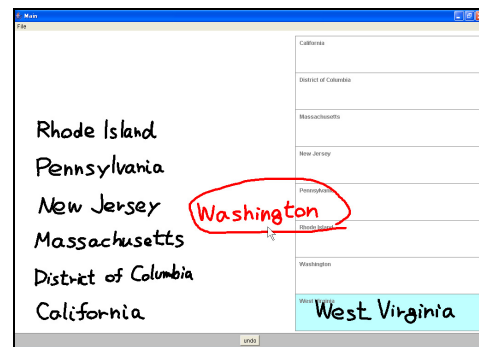 Main
File
California
District of Columbia
Massachusetts
New Jersey
Pennsylvania
Rhode Island
Washington
West Virginia
Rhode Island
Pennsylvania
New Jersey
Washington
Massachusetts
District of Columbia
California
West Virginia
undo